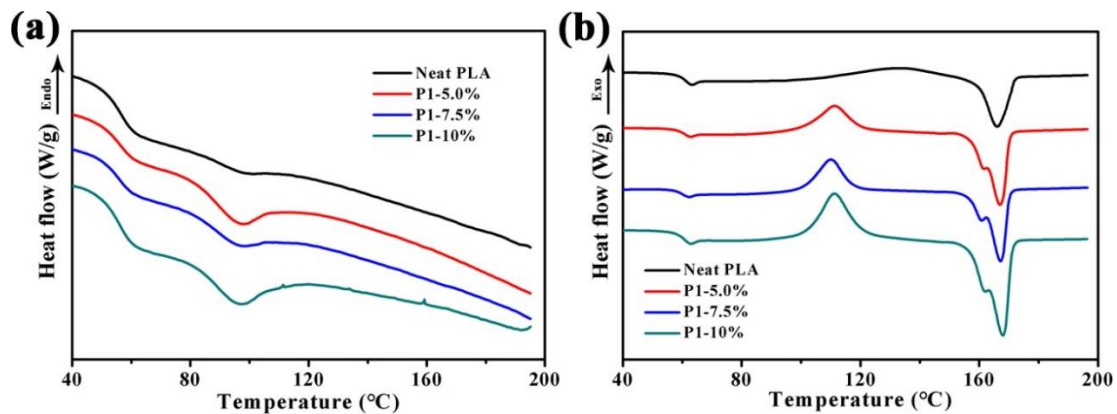 (a)
Heat flow (W/g)
Endo
Neat PLA
P1-5.0%
P1-7.5%
P1-10%
40 80 120 160 200
Temperature (°C)
(b)
Heat flow (W/g)
Exo
Neat PLA
P1-5.0%
P1-7.5%
P1-10%
40 80 120 160 200
Temperature (°C)